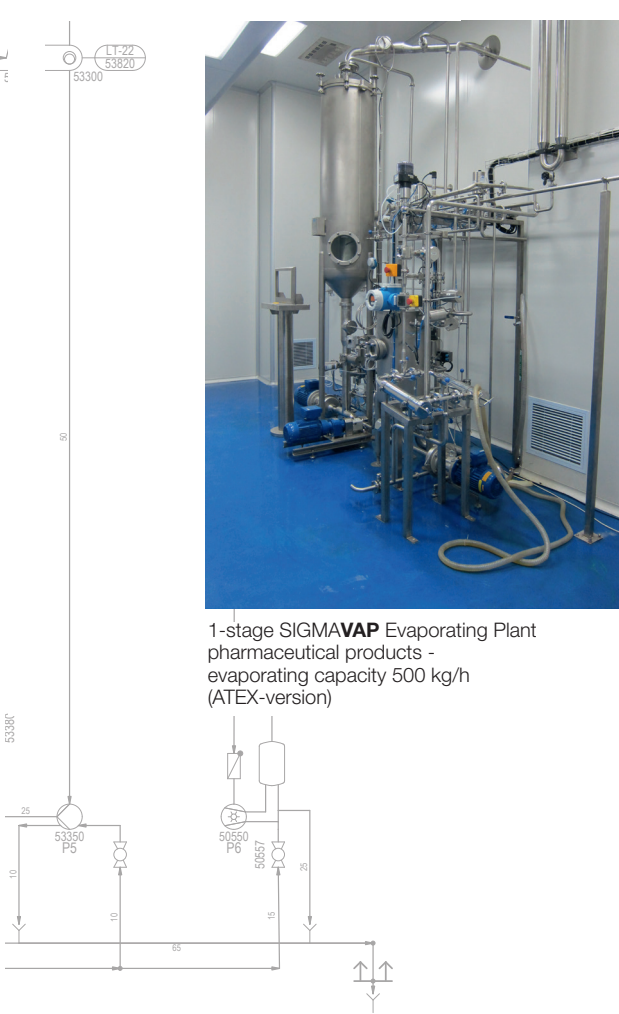 LT-22
53820
53300
50
1-stage SIGMAVAP Evaporating Plant
pharmaceutical products -
evaporating capacity 500 kg/h
(ATEX-version)
53380
25
53350
P5
50550
P6
50557
10
25
10
15
65